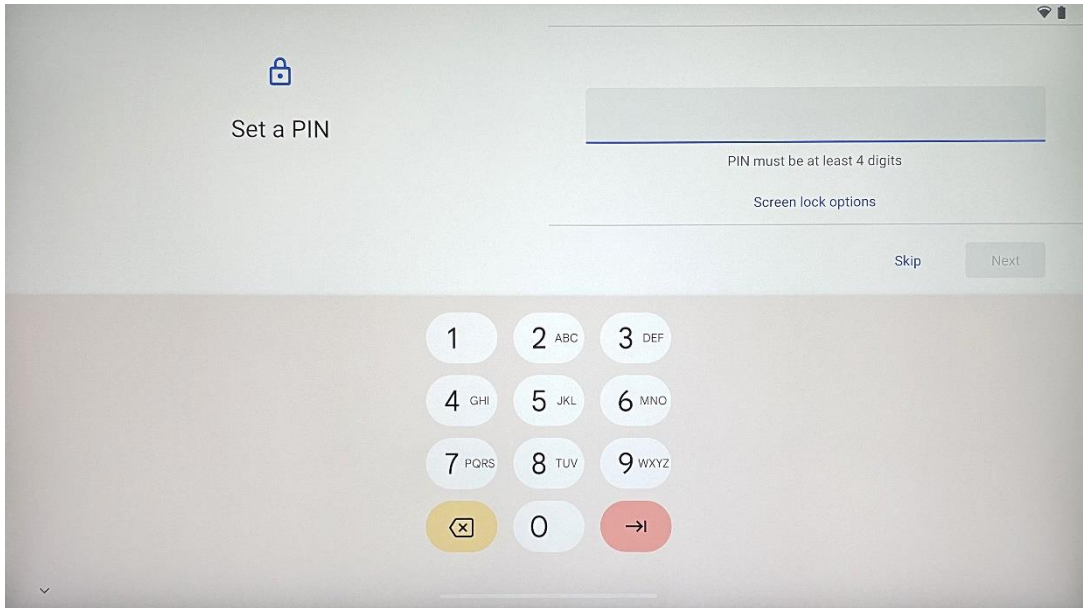 Set a PIN
PIN must be at least 4 digits
Screen lock options
Skip
Next
1
2 ABC
3 DEF
4 GHI
5 JKL
6 MNO
7 PQRS
8 TUV
9 WXYZ
0